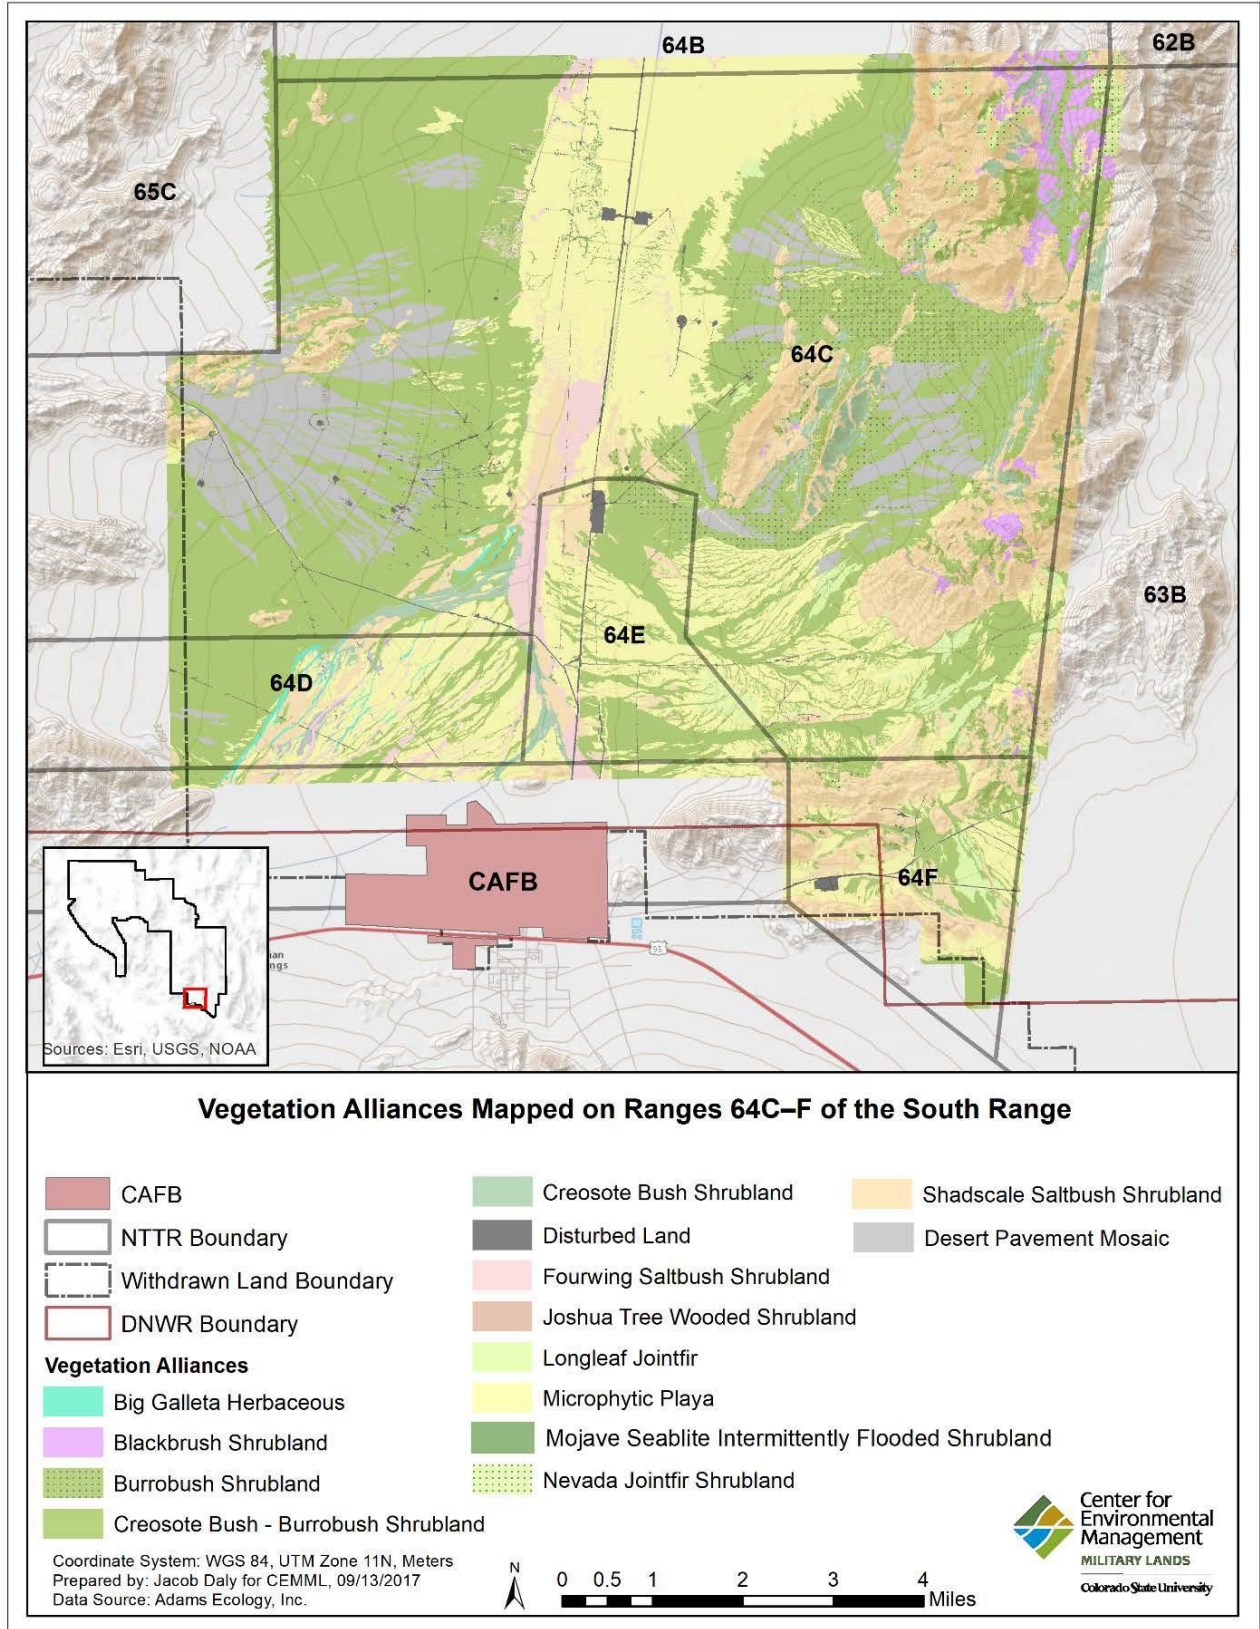 64B
62B
65C
64C
3500
63B
64E
64D
3250
CAFB
64F
95
Sources: Esri, USGS, NOAA
Vegetation Alliances Mapped on Ranges 64C–F of the South Range
CAFB
NTTR Boundary
Withdrawn Land Boundary
DNWR Boundary
Vegetation Alliances
Big Galleta Herbaceous
Blackbrush Shrubland
Burrobush Shrubland
Creosote Bush - Burrobush Shrubland
Creosote Bush Shrubland
Disturbed Land
Fourwing Saltbush Shrubland
Joshua Tree Wooded Shrubland
Longleaf Jointfir
Microphytic Playa
Mojave Seablite Intermittently Flooded Shrubland
Nevada Jointfir Shrubland
Shadscale Saltbush Shrubland
Desert Pavement Mosaic
Coordinate System: WGS 84, UTM Zone 11N, Meters
Prepared by: Jacob Daly for CEMML, 09/13/2017
Data Source: Adams Ecology, Inc.
N
0 0.5 1 2 3 4
Miles
Center for
Environmental
Management
MILITARY LANDS
Colorado State University